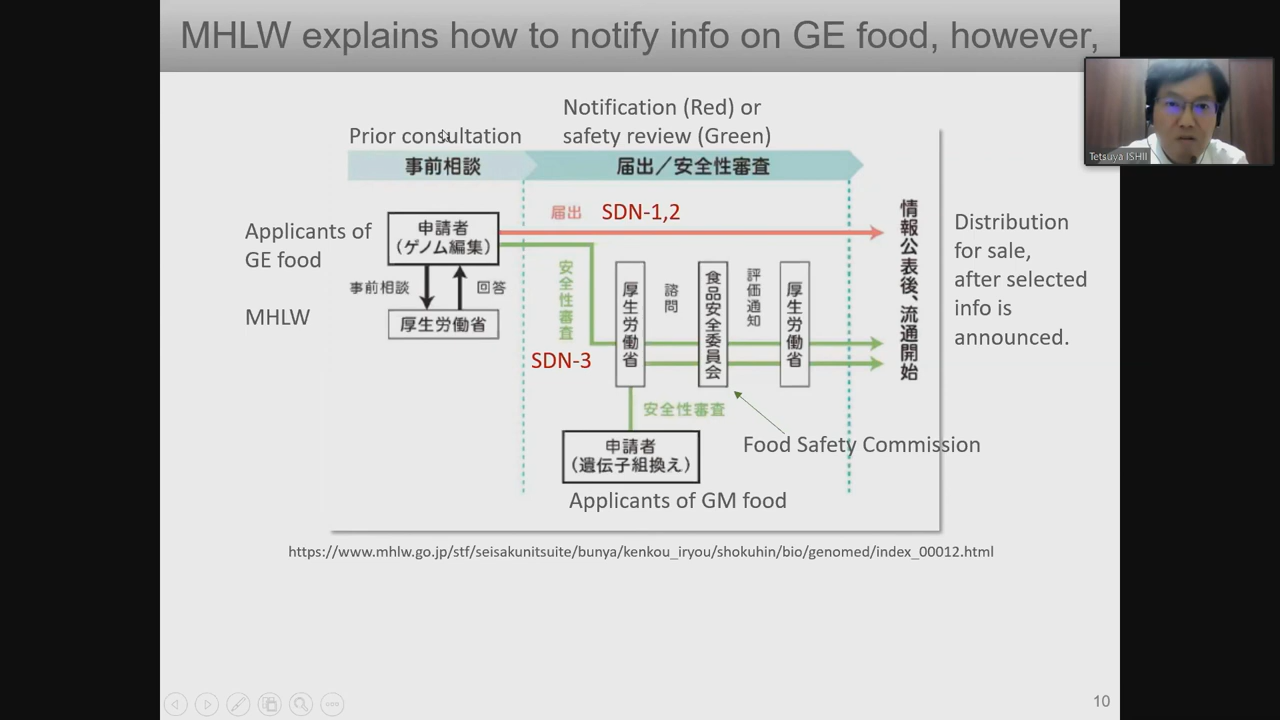 MHLW explains how to notify info on GE food, however,
Tetsuya ISHII
Prior consultation
Notification (Red) or
safety review (Green)
事前相談
届出／安全性審査
Applicants of
GE food
MHLW
申請者
（ゲノム編集）
事前相談
回答
厚生労働省
届出
SDN-1,2
安全性審査
SDN-3
厚生労働省
諮問
食品安全委員会
評価通知
厚生労働省
情報公表後、流通開始
Distribution
for sale,
after selected
info is
announced.
安全性審査
申請者
（遺伝子組換え）
Food Safety Commission
Applicants of GM food
https://www.mhlw.go.jp/stf/seisakunitsuite/bunya/kenkou_iryou/shokuhin/bio/genomed/index_00012.html
10